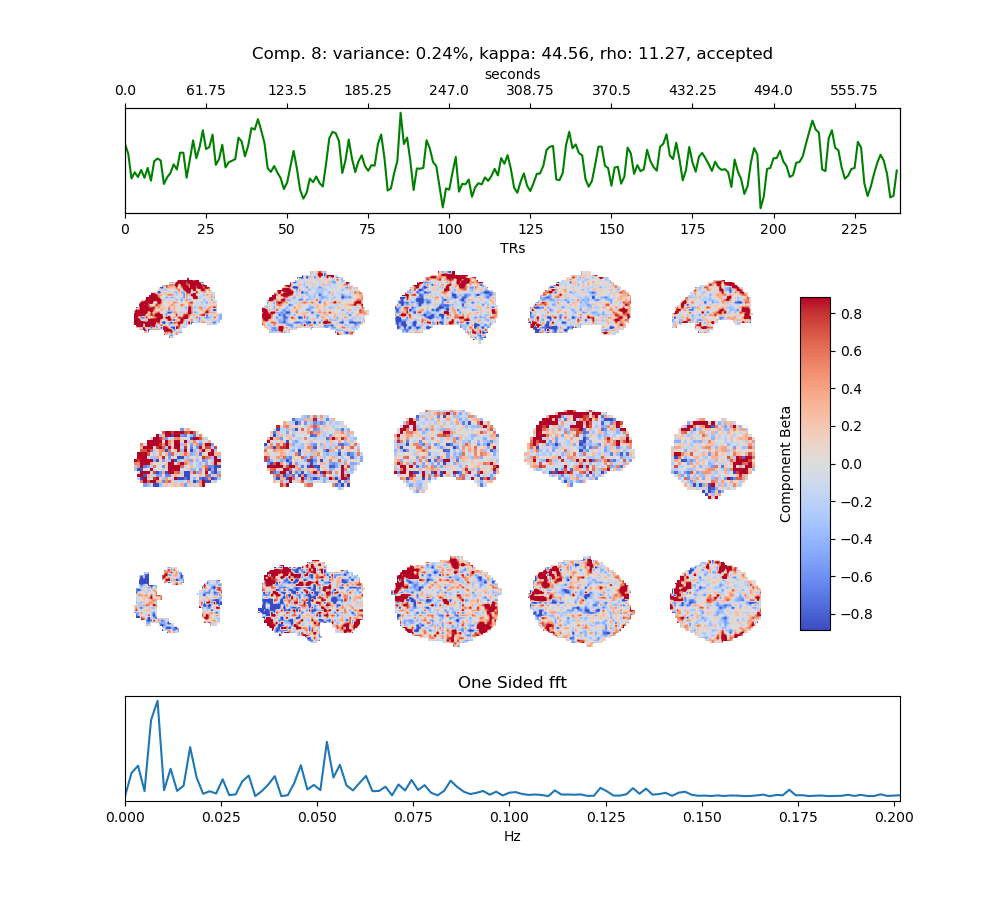 Comp. 8: variance: 0.24%, kappa: 44.56, rho: 11.27, accepted
seconds
0.0 61.75 123.5 185.25 247.0 308.75 370.5 432.25 494.0 555.75
0 25 50 75 100 125 150 175 200 225
TRs
0.8
0.6
0.4
0.2
0.0
−0.2
−0.4
−0.6
−0.8
Component Beta
One Sided fft
0.000 0.025 0.050 0.075 0.100 0.125 0.150 0.175 0.200
Hz